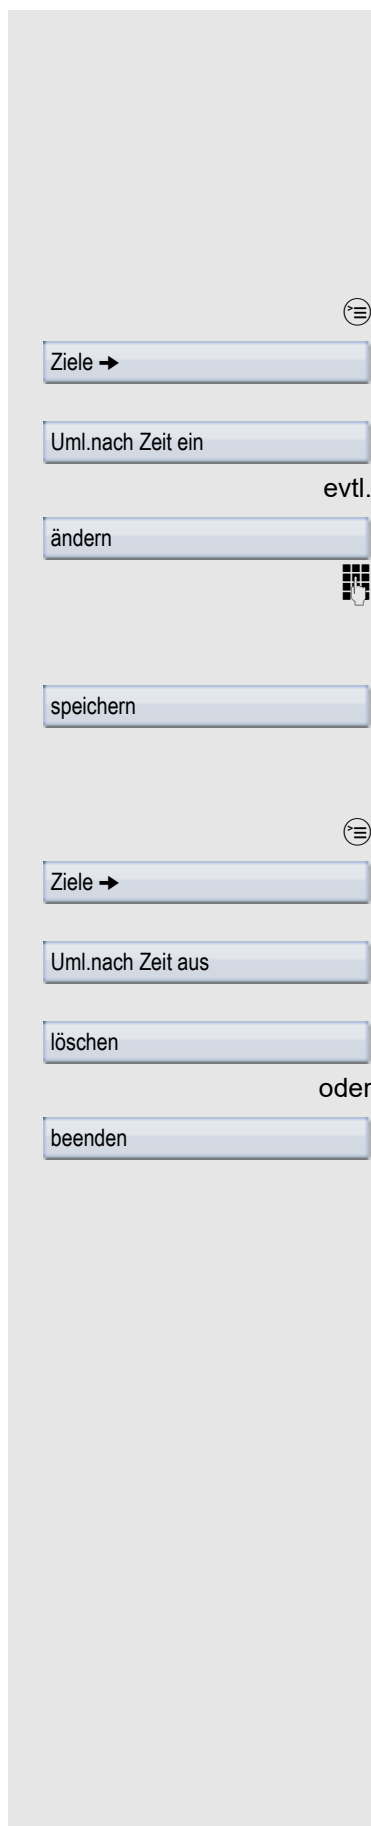 Ziele ➔
Uml.nach Zeit ein
evtl.
ändern
speichern
Ziele ➔
Uml.nach Zeit aus
löschen
oder
beenden